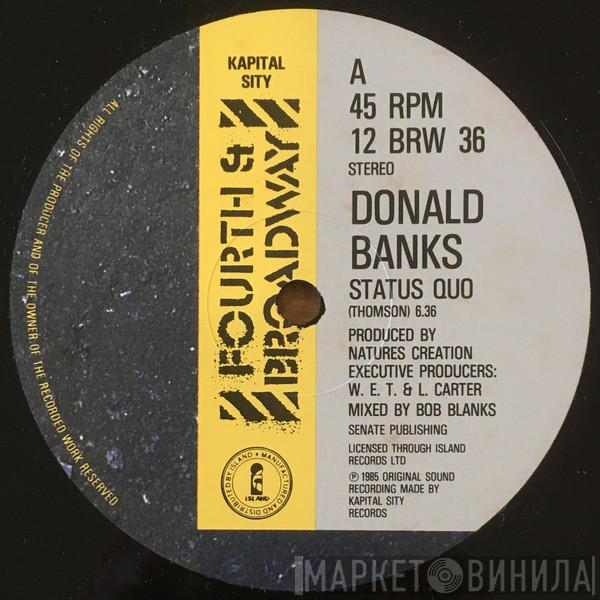 KAPITAL
SITY
FOURTH &
BROADWAY
A
45 RPM
12 BRW 36
STEREO
DONALD
BANKS
STATUS QUO
(THOMSON) 6.36
PRODUCED BY
NATURES CREATION
EXECUTIVE PRODUCERS:
W. E. T. & L. CARTER
MIXED BY BOB BLANKS
SENATE PUBLISHING
LICENSED THROUGH ISLAND
RECORDS LTD
℗ 1985 ORIGINAL SOUND
RECORDING MADE BY
KAPITAL SITY
RECORDS
ALL RIGHTS OF THE PRODUCER AND OF THE OWNER OF THE RECORDED WORK RESERVED
MANUFACTURED AND DISTRIBUTED BY ISLAND
ISLAND
МАРКЕТ ВИНИЛА